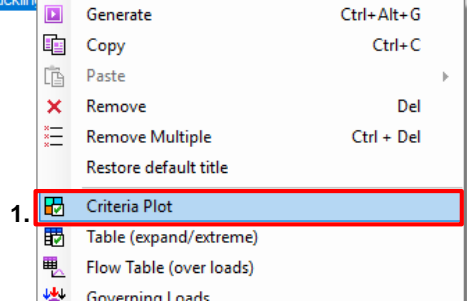 Generate Ctrl+Alt+G
Copy Ctrl+C
Paste
Remove Del
Remove Multiple Ctrl + Del
Restore default title
1. Criteria Plot
Table (expand/extreme)
Flow Table (over loads)
Governing Loads